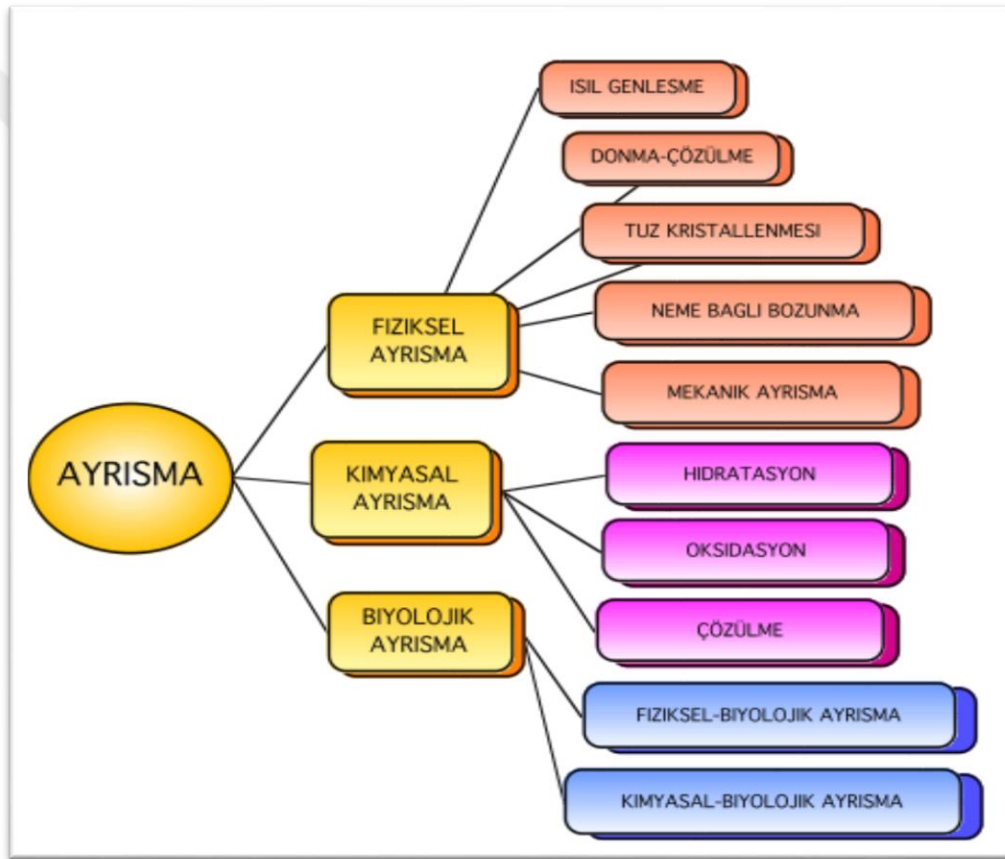 ISIL GENLESME
DONMA-ÇÖZÜLME
TUZ KRISTALLENMESI
NEME BAGLI BOZUNMA
MEKANIK AYRISMA
FIZIKSEL
AYRISMA
AYRISMA
KIMYASAL
AYRISMA
HIDRATASYON
OKSIDASYON
ÇÖZÜLME
BIYOLOJIK
AYRISMA
FIZIKSEL-BIYOLOJIK AYRISMA
KIMYASAL-BIYOLOJIK AYRISMA